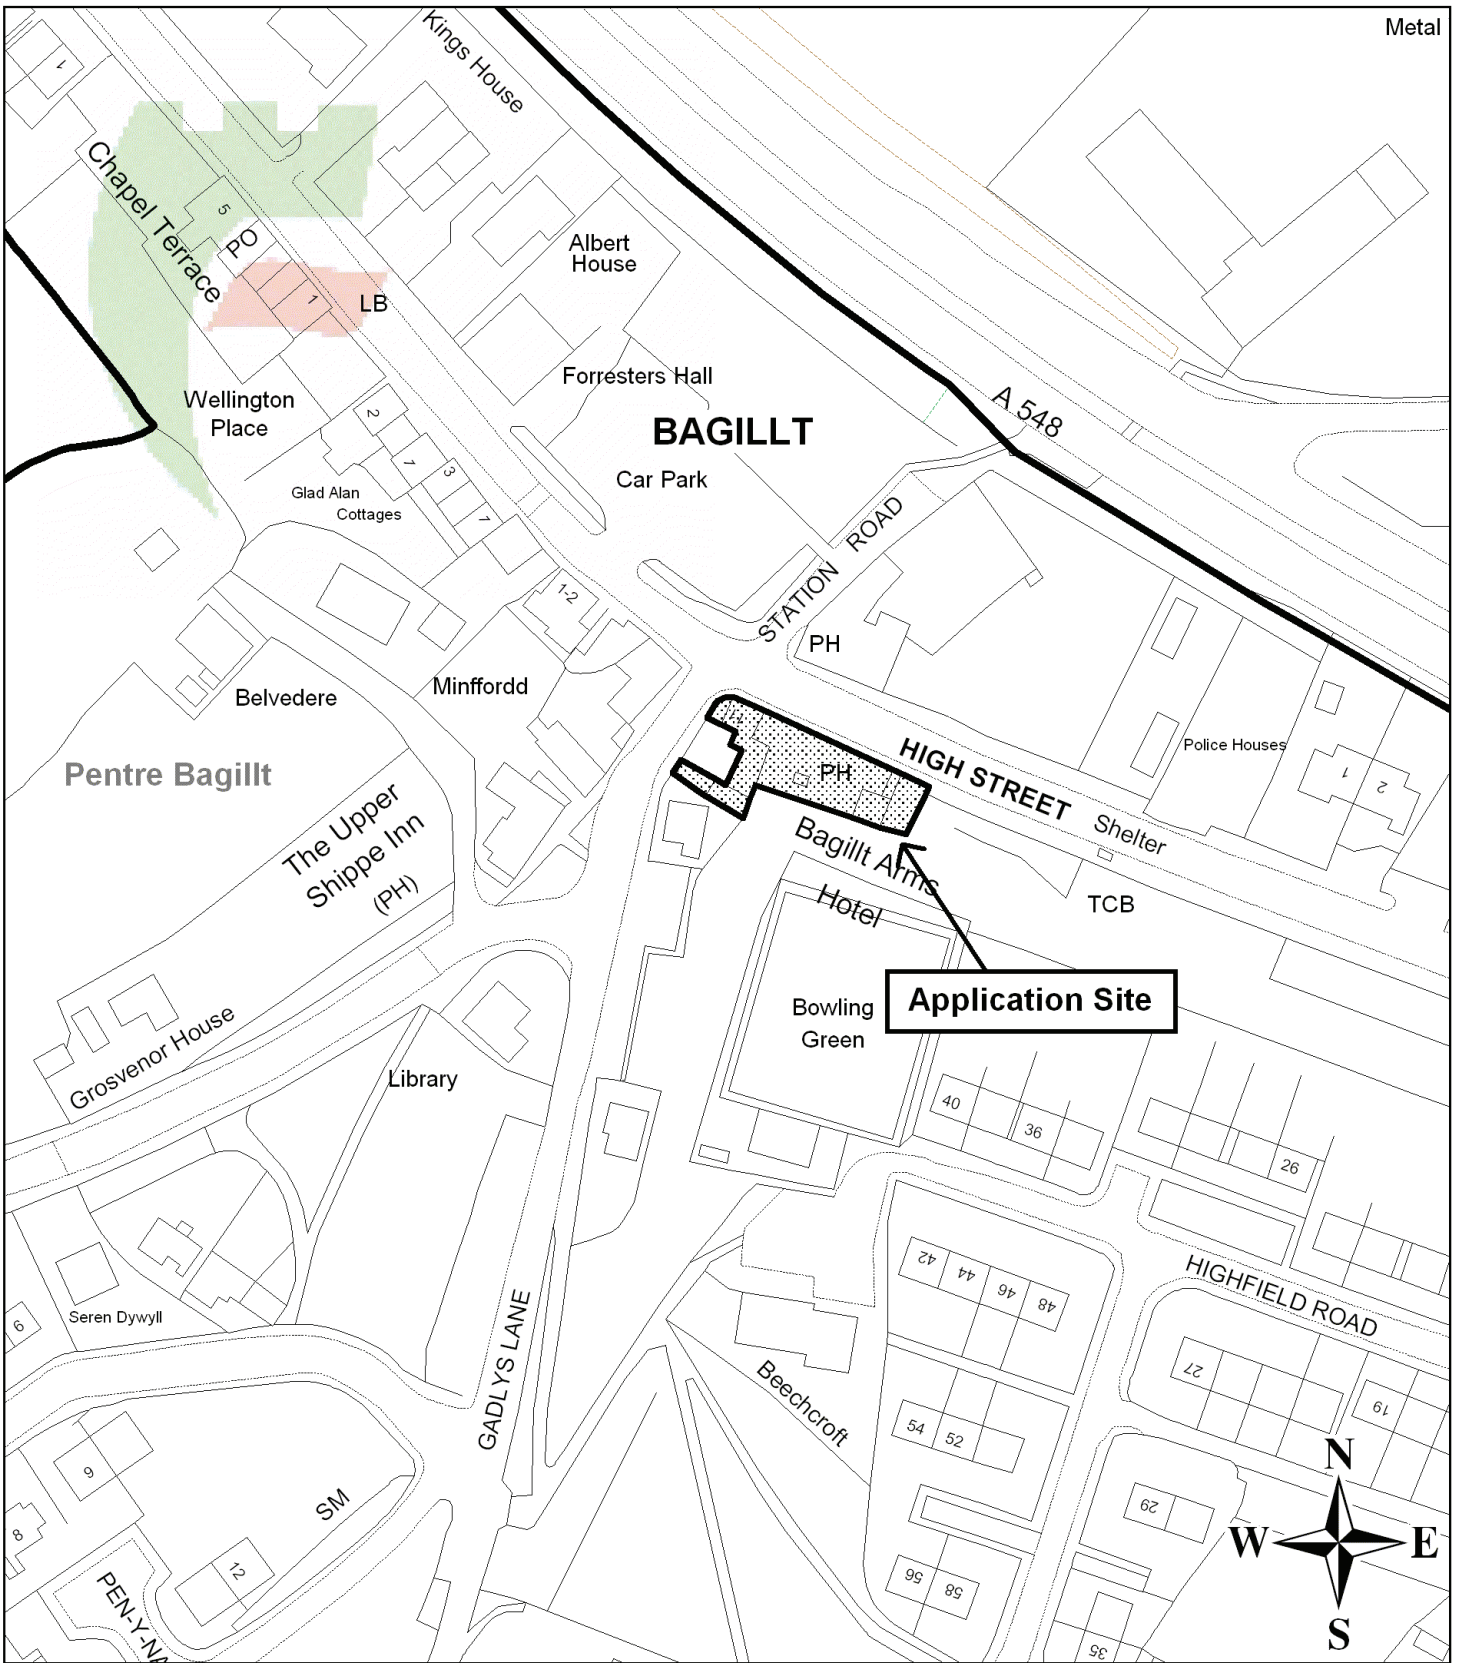 Metal
Kings House
1
Chapel Terrace
5
PO
1
LB
Albert
House
Forresters Hall
A 548
BAGILLT
Wellington
Place
2
1
3
7
Car Park
Glad Alan
Cottages
STATION ROAD
1-2
PH
Minffordd
Belvedere
Pentre Bagillt
PH
HIGH STREET
Police Houses
1
2
The Upper
Shippe Inn
(PH)
Shelter
Bagillt Arms
Hotel
TCB
Application Site
Bowling
Green
Grosvenor House
Library
40
36
26
42
44
46
48
HIGHFIELD ROAD
Seren Dywyll
6
GADLYS LANE
Beechcroft
27
19
54
52
9
SM
8
12
29
56
58
35
PEN-Y-NA
N
W
E
S